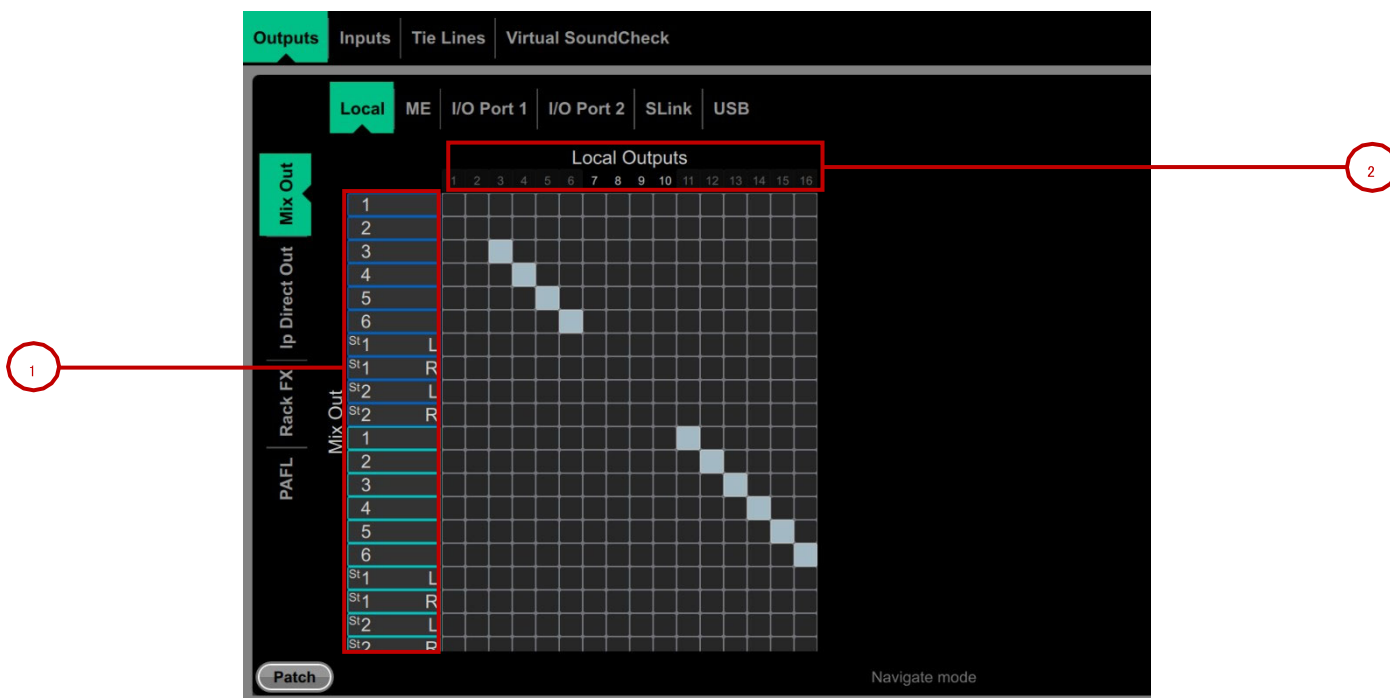 Outputs Inputs Tie Lines Virtual SoundCheck
Local ME I/O Port 1 I/O Port 2 SLink USB
Local Outputs
1 2 3 4 5 6 7 8 9 10 11 12 13 14 15 16
2
Mix Out
Ip Direct Out
Rack FX
PAFL
1
Mix Out
1
2
3
4
5
6
St1 L
St1 R
St2 L
St2 R
1
2
3
4
5
6
St1 L
St1 R
St2 L
St2 R
Patch
Navigate mode